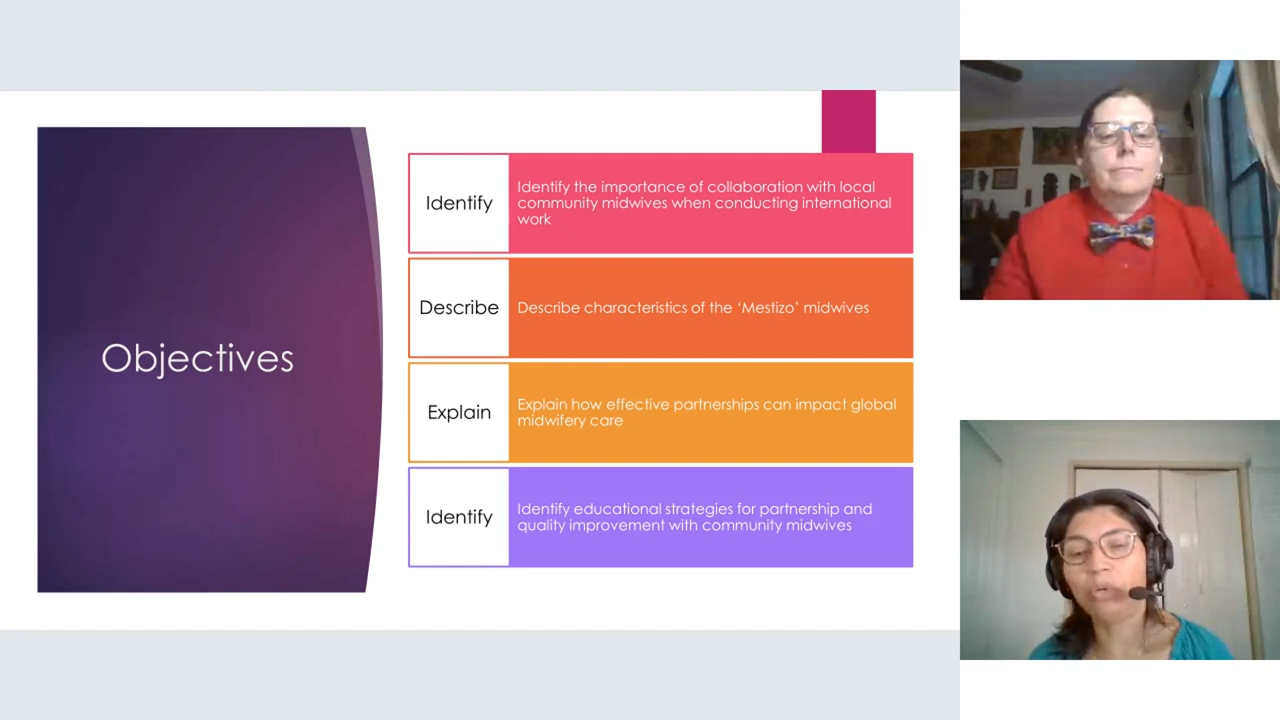 Objectives
Identify
Identify the importance of collaboration with local
community midwives when conducting international
work
Describe
Describe characteristics of the ‘Mestizo’ midwives
Explain
Explain how effective partnerships can impact global
midwifery care
Identify
Identify educational strategies for partnership and
quality improvement with community midwives